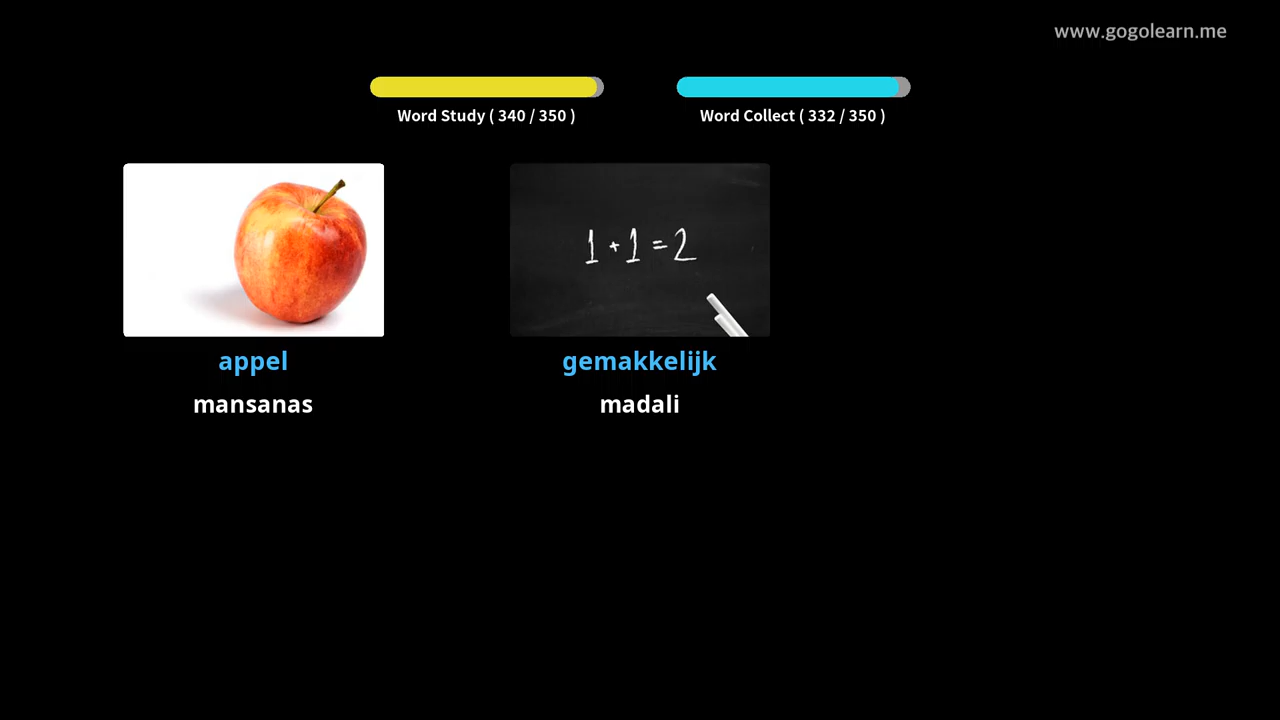 www.gogolearn.me
Word Study ( 340 / 350 )
Word Collect ( 332 / 350 )
1 + 1 = 2
appel
gemakkelijk
mansanas
madali